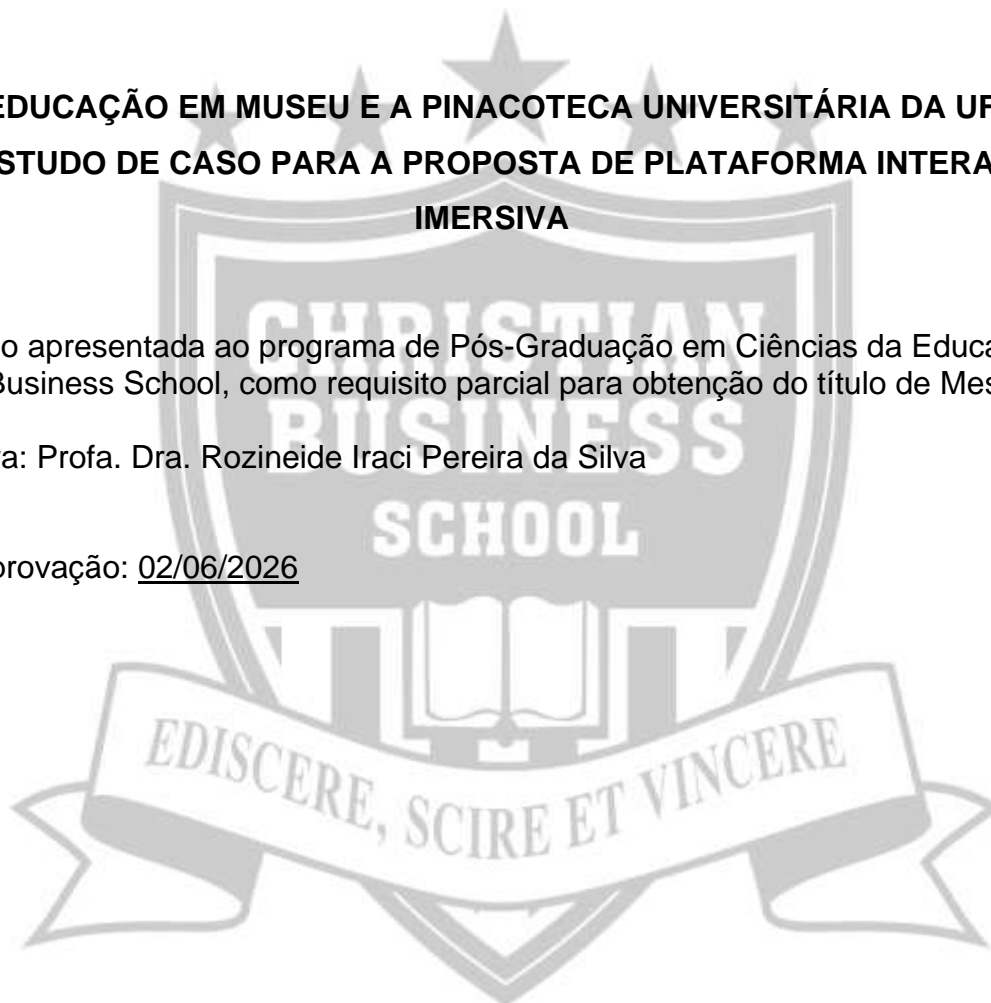 EDUCAÇÃO EM MUSEU E A PINACOTECA UNIVERSITÁRIA DA UF
STUDO DE CASO PARA A PROPOSTA DE PLATAFORMA INTERA
IMERSIVA
CHRISTIAN
o apresentada ao programa de Pós-Graduação em Ciências da Educa
Business School, como requisito parcial para obtenção do título de Mes
BUSINESS
a: Profa. Dra. Rozineide Iraci Pereira da Silva
SCHOOL
provação: 02/06/2026
EDISCERE, SCIRE ET VINCERE